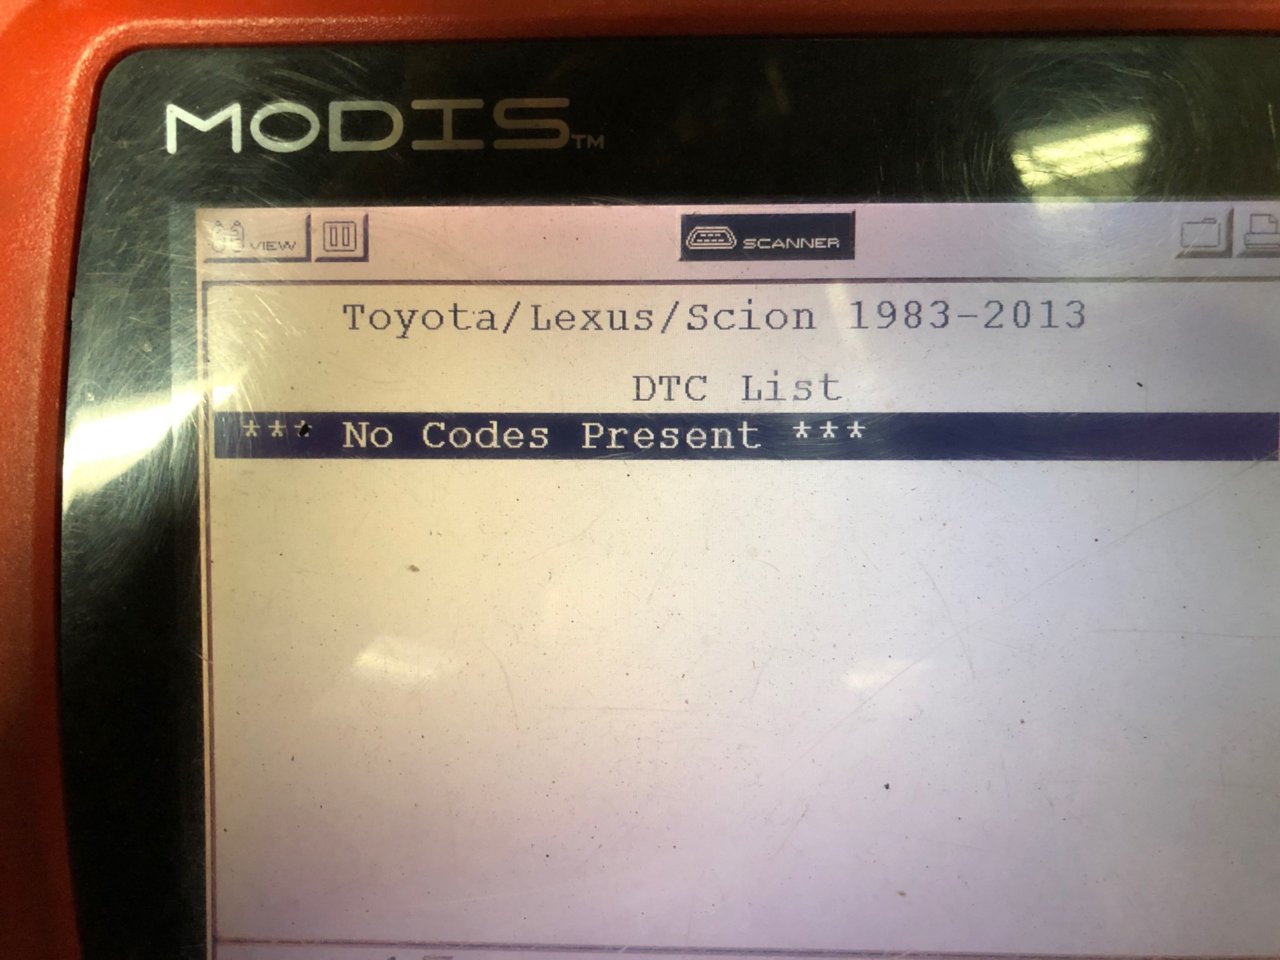 MODIS™
VIEW
SCANNER
Toyota/Lexus/Scion 1983-2013
DTC List
*** No Codes Present ***